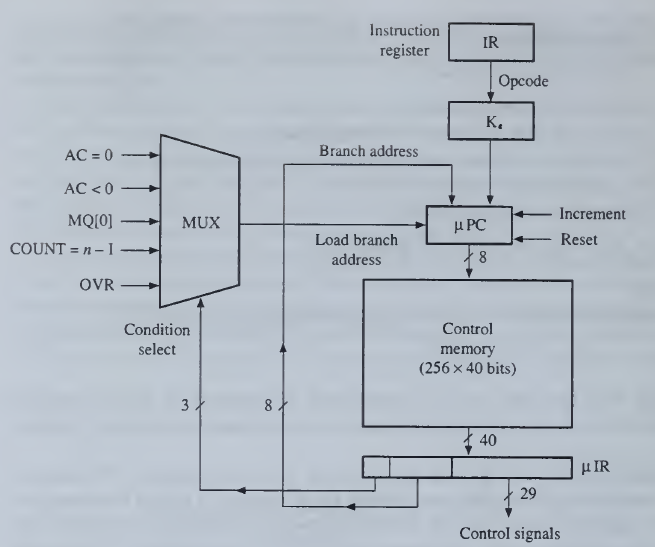 Instruction
register
IR
Opcode
Kₑ
Branch address
AC = 0
AC < 0
MQ[0]
COUNT = n – 1
OVR
MUX
Load branch
address
μPC
Increment
Reset
8
Condition
select
Control
memory
(256 × 40 bits)
3
8
40
μIR
29
Control signals